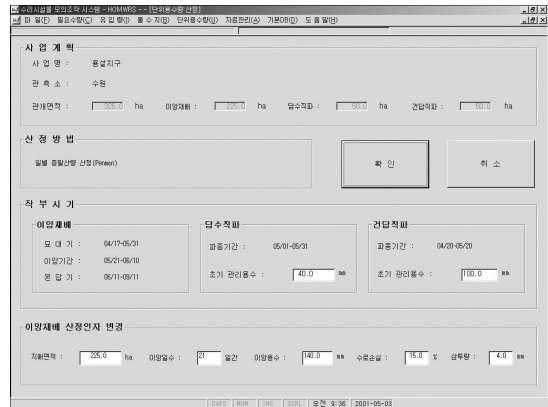 수리시설물 모의조작 시스템 - HOMWRS - - [단위용수량 산정]
파 일(F) 필요수량(C) 유 입 량(I) 물 수 지(B) 단위용수량(U) 자료관리(A) 기본DB(D) 도 움 말(H)
사 업 계 획
사 업 명 : 용설지구
관 측 소 : 수원
관개면적 : 325.0 ha 이앙재배 : 225.0 ha 담수직파 : 50.0 ha 건답직파 : 50.0 ha
산 정 방 법
일별 증발산량 산정(Penman)
확 인 취 소
작 부 시 기
이앙재배 담수직파 건답직파
묘 대 기 : 04/17-05/31 파종기간 : 05/01-05/31 파종기간 : 04/20-05/20
이앙기간 : 05/21-06/10
본 답 기 : 06/11-09/11 초기 관리용수 : 40.0 mm 초기 관리용수 : 100.0 mm
이앙재배 산정인자 변경
재배면적 : 225.0 ha 이앙일수 : 21 일간 이앙용수 : 140.0 mm 수로손실 : 15.0 % 삼투량 : 4.0 mm
CAPS NUM INS SCRL 오전 9:36 2001-05-03